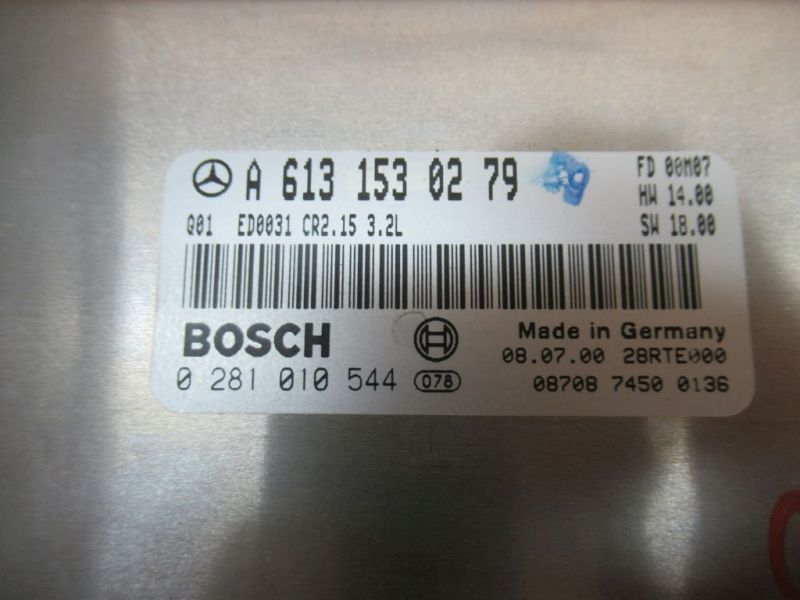 A 613 153 02 79
FD 00M07
HW 14.00
Q01 ED0031 CR2.15 3.2L
SW 18.00
BOSCH
Made in Germany
08.07.00 28RTE000
0 281 010 544 078
08708 7450 0136